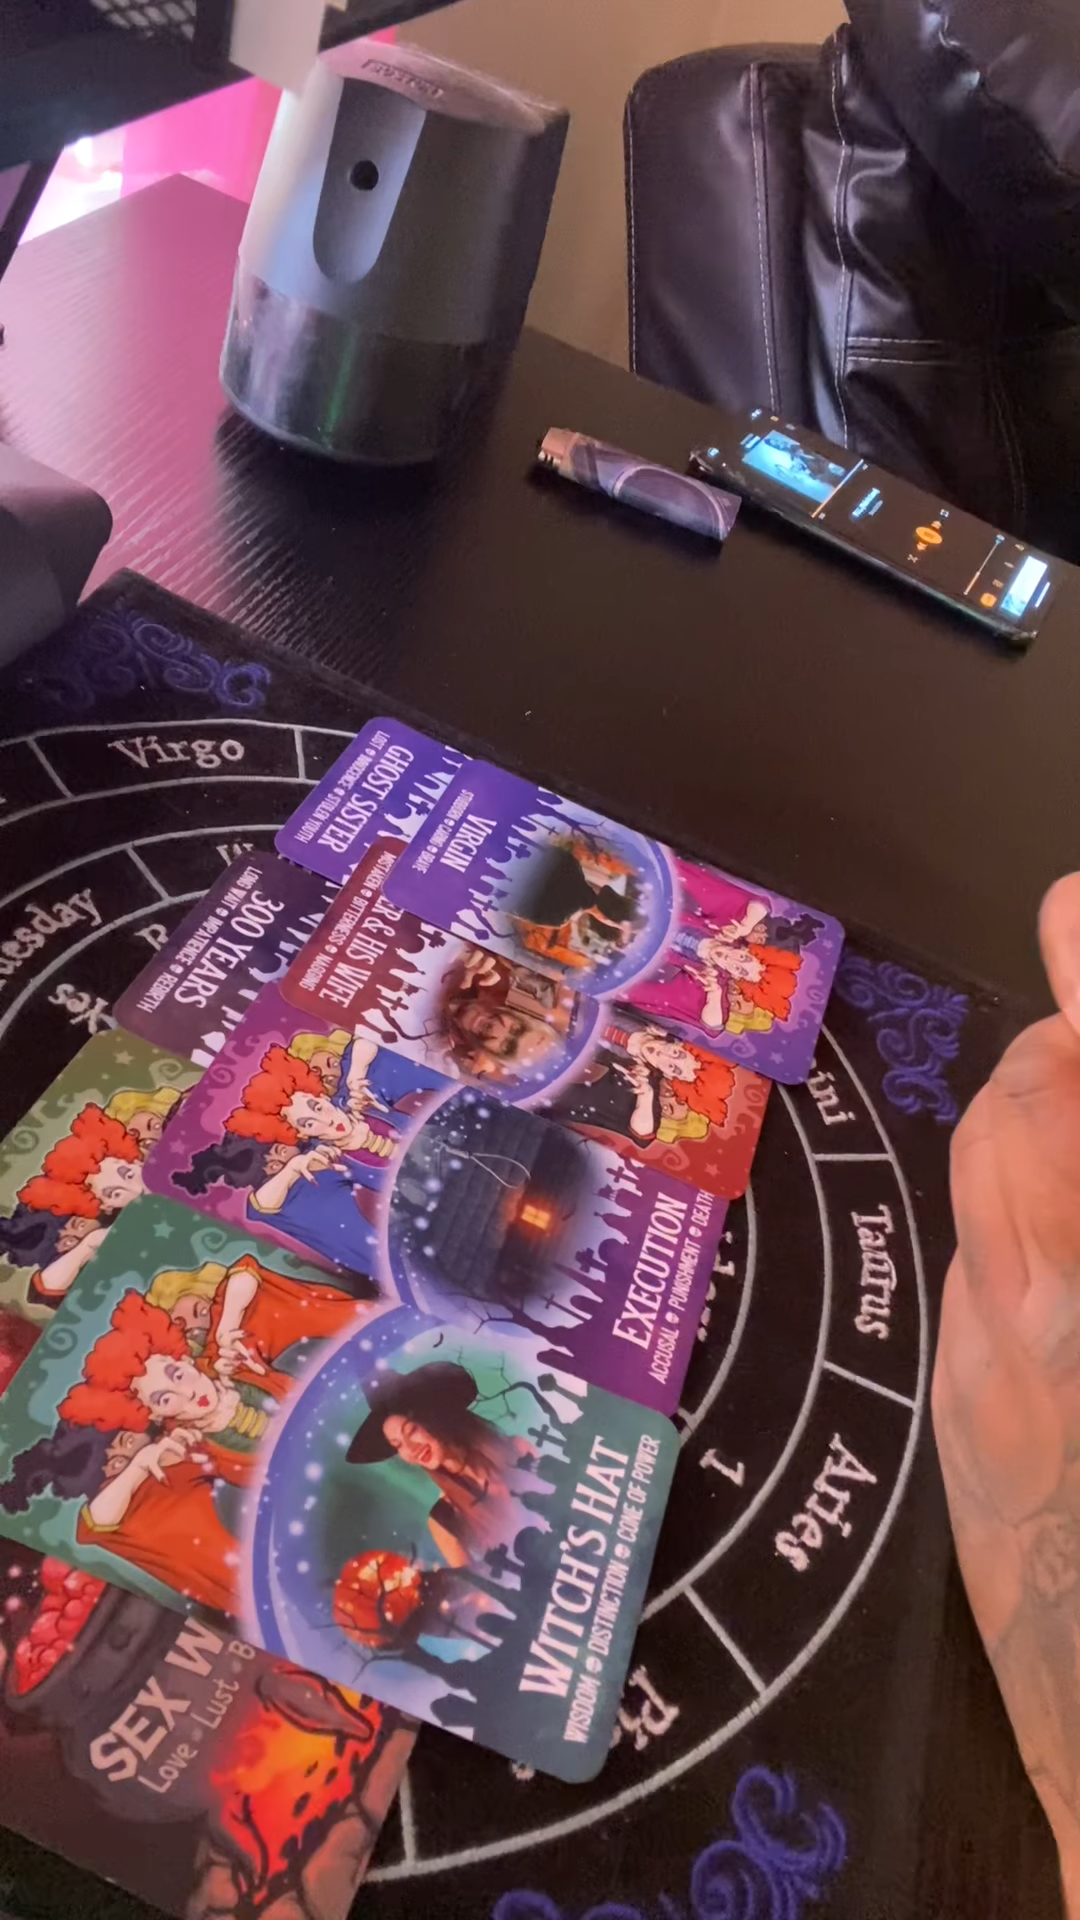 Virgo
GHOST SISTER
LOST INNOCENCE STOLEN YOUTH
VIRGIN
STUBBORN CARING BRAVE
300 YEARS
LONG WAIT IMPATIENCE REBIRTH
& HIS WIFE
MISTAKEN BITTERNESS NAGGING
EXECUTION
ACCUSAL PUNISHMENT DEATH
Taurus
Aries
WITCH'S HAT
WISDOM DISTINCTION CONE OF POWER
SEX
Love - Lust